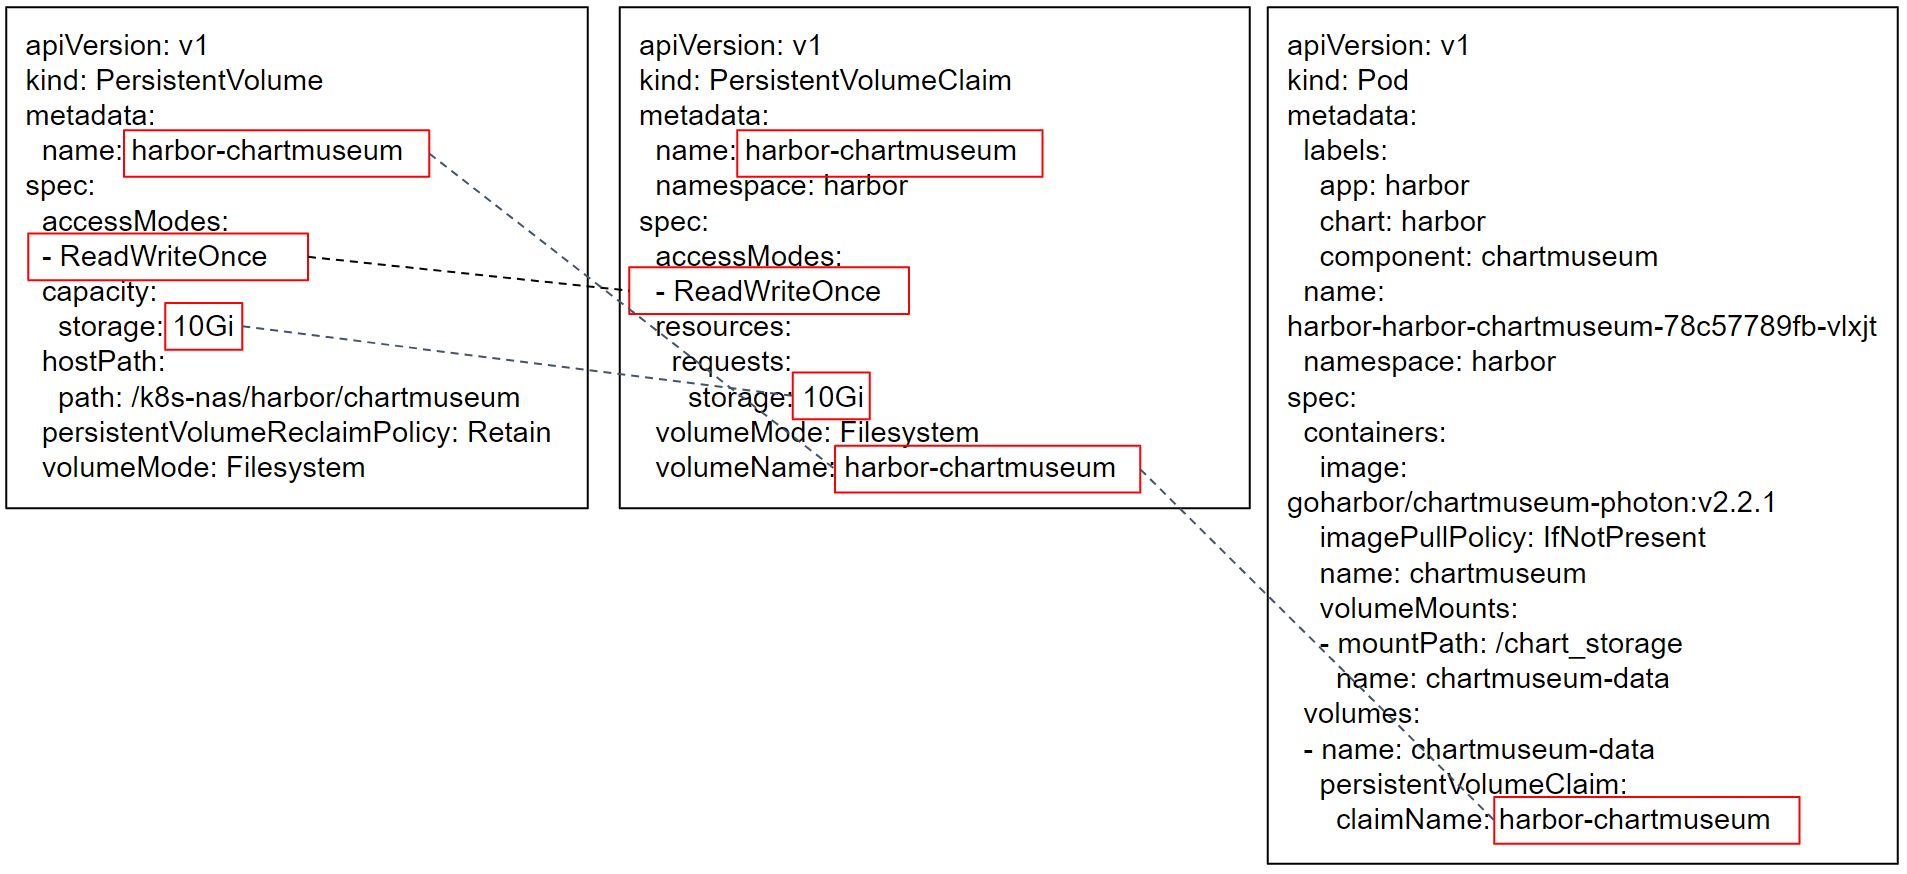 apiVersion: v1
kind: PersistentVolume
metadata:
  name: harbor-chartmuseum
spec:
  accessModes:
  - ReadWriteOnce
  capacity:
    storage: 10Gi
  hostPath:
    path: /k8s-nas/harbor/chartmuseum
  persistentVolumeReclaimPolicy: Retain
  volumeMode: Filesystem
apiVersion: v1
kind: PersistentVolumeClaim
metadata:
  name: harbor-chartmuseum
  namespace: harbor
spec:
  accessModes:
  - ReadWriteOnce
  resources:
    requests:
      storage: 10Gi
  volumeMode: Filesystem
  volumeName: harbor-chartmuseum
apiVersion: v1
kind: Pod
metadata:
  labels:
    app: harbor
    chart: harbor
    component: chartmuseum
  name:
harbor-harbor-chartmuseum-78c57789fb-vlxjt
  namespace: harbor
spec:
  containers:
    image:
goharbor/chartmuseum-photon:v2.2.1
    imagePullPolicy: IfNotPresent
    name: chartmuseum
    volumeMounts:
    - mountPath: /chart_storage
      name: chartmuseum-data
  volumes:
  - name: chartmuseum-data
    persistentVolumeClaim:
      claimName: harbor-chartmuseum